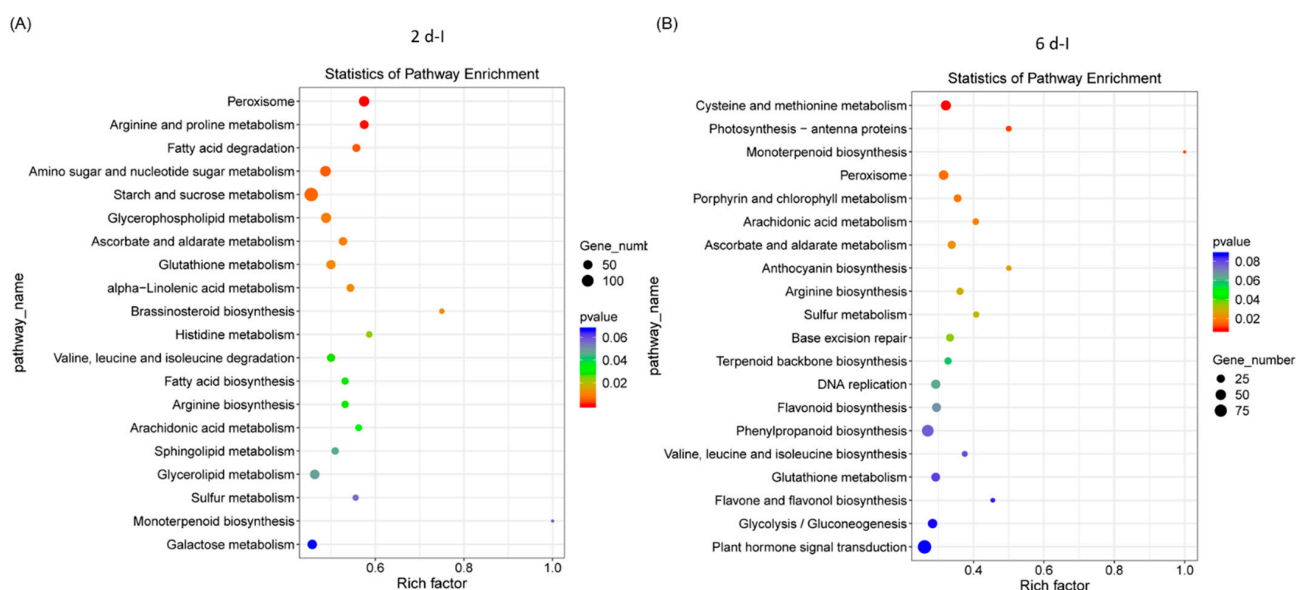 (A)
2 d-I
Statistics of Pathway Enrichment
pathway_name
Peroxisome
Arginine and proline metabolism
Fatty acid degradation
Amino sugar and nucleotide sugar metabolism
Starch and sucrose metabolism
Glycerophospholipid metabolism
Ascorbate and aldarate metabolism
Glutathione metabolism
alpha−Linolenic acid metabolism
Brassinosteroid biosynthesis
Histidine metabolism
Valine, leucine and isoleucine degradation
Fatty acid biosynthesis
Arginine biosynthesis
Arachidonic acid metabolism
Sphingolipid metabolism
Glycerolipid metabolism
Sulfur metabolism
Monoterpenoid biosynthesis
Galactose metabolism
0.6
0.8
1.0
Rich factor
Gene_numb
50
100
pvalue
0.06
0.04
0.02
(B)
6 d-I
Statistics of Pathway Enrichment
pathway_name
Cysteine and methionine metabolism
Photosynthesis − antenna proteins
Monoterpenoid biosynthesis
Peroxisome
Porphyrin and chlorophyll metabolism
Arachidonic acid metabolism
Ascorbate and aldarate metabolism
Anthocyanin biosynthesis
Arginine biosynthesis
Sulfur metabolism
Base excision repair
Terpenoid backbone biosynthesis
DNA replication
Flavonoid biosynthesis
Phenylpropanoid biosynthesis
Valine, leucine and isoleucine biosynthesis
Glutathione metabolism
Flavone and flavonol biosynthesis
Glycolysis / Gluconeogenesis
Plant hormone signal transduction
0.4
0.6
0.8
1.0
Rich factor
pvalue
0.08
0.06
0.04
0.02
Gene_number
25
50
75